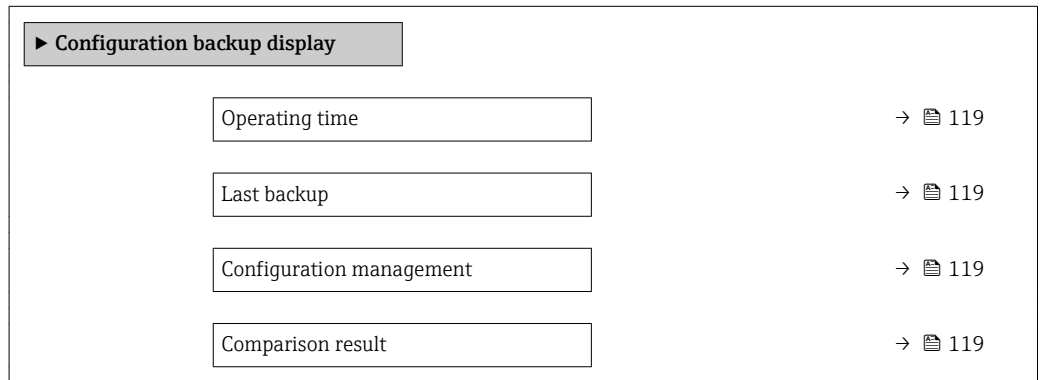 ▶ Configuration backup display
Operating time → 🖺 119
Last backup → 🖺 119
Configuration management → 🖺 119
Comparison result → 🖺 119